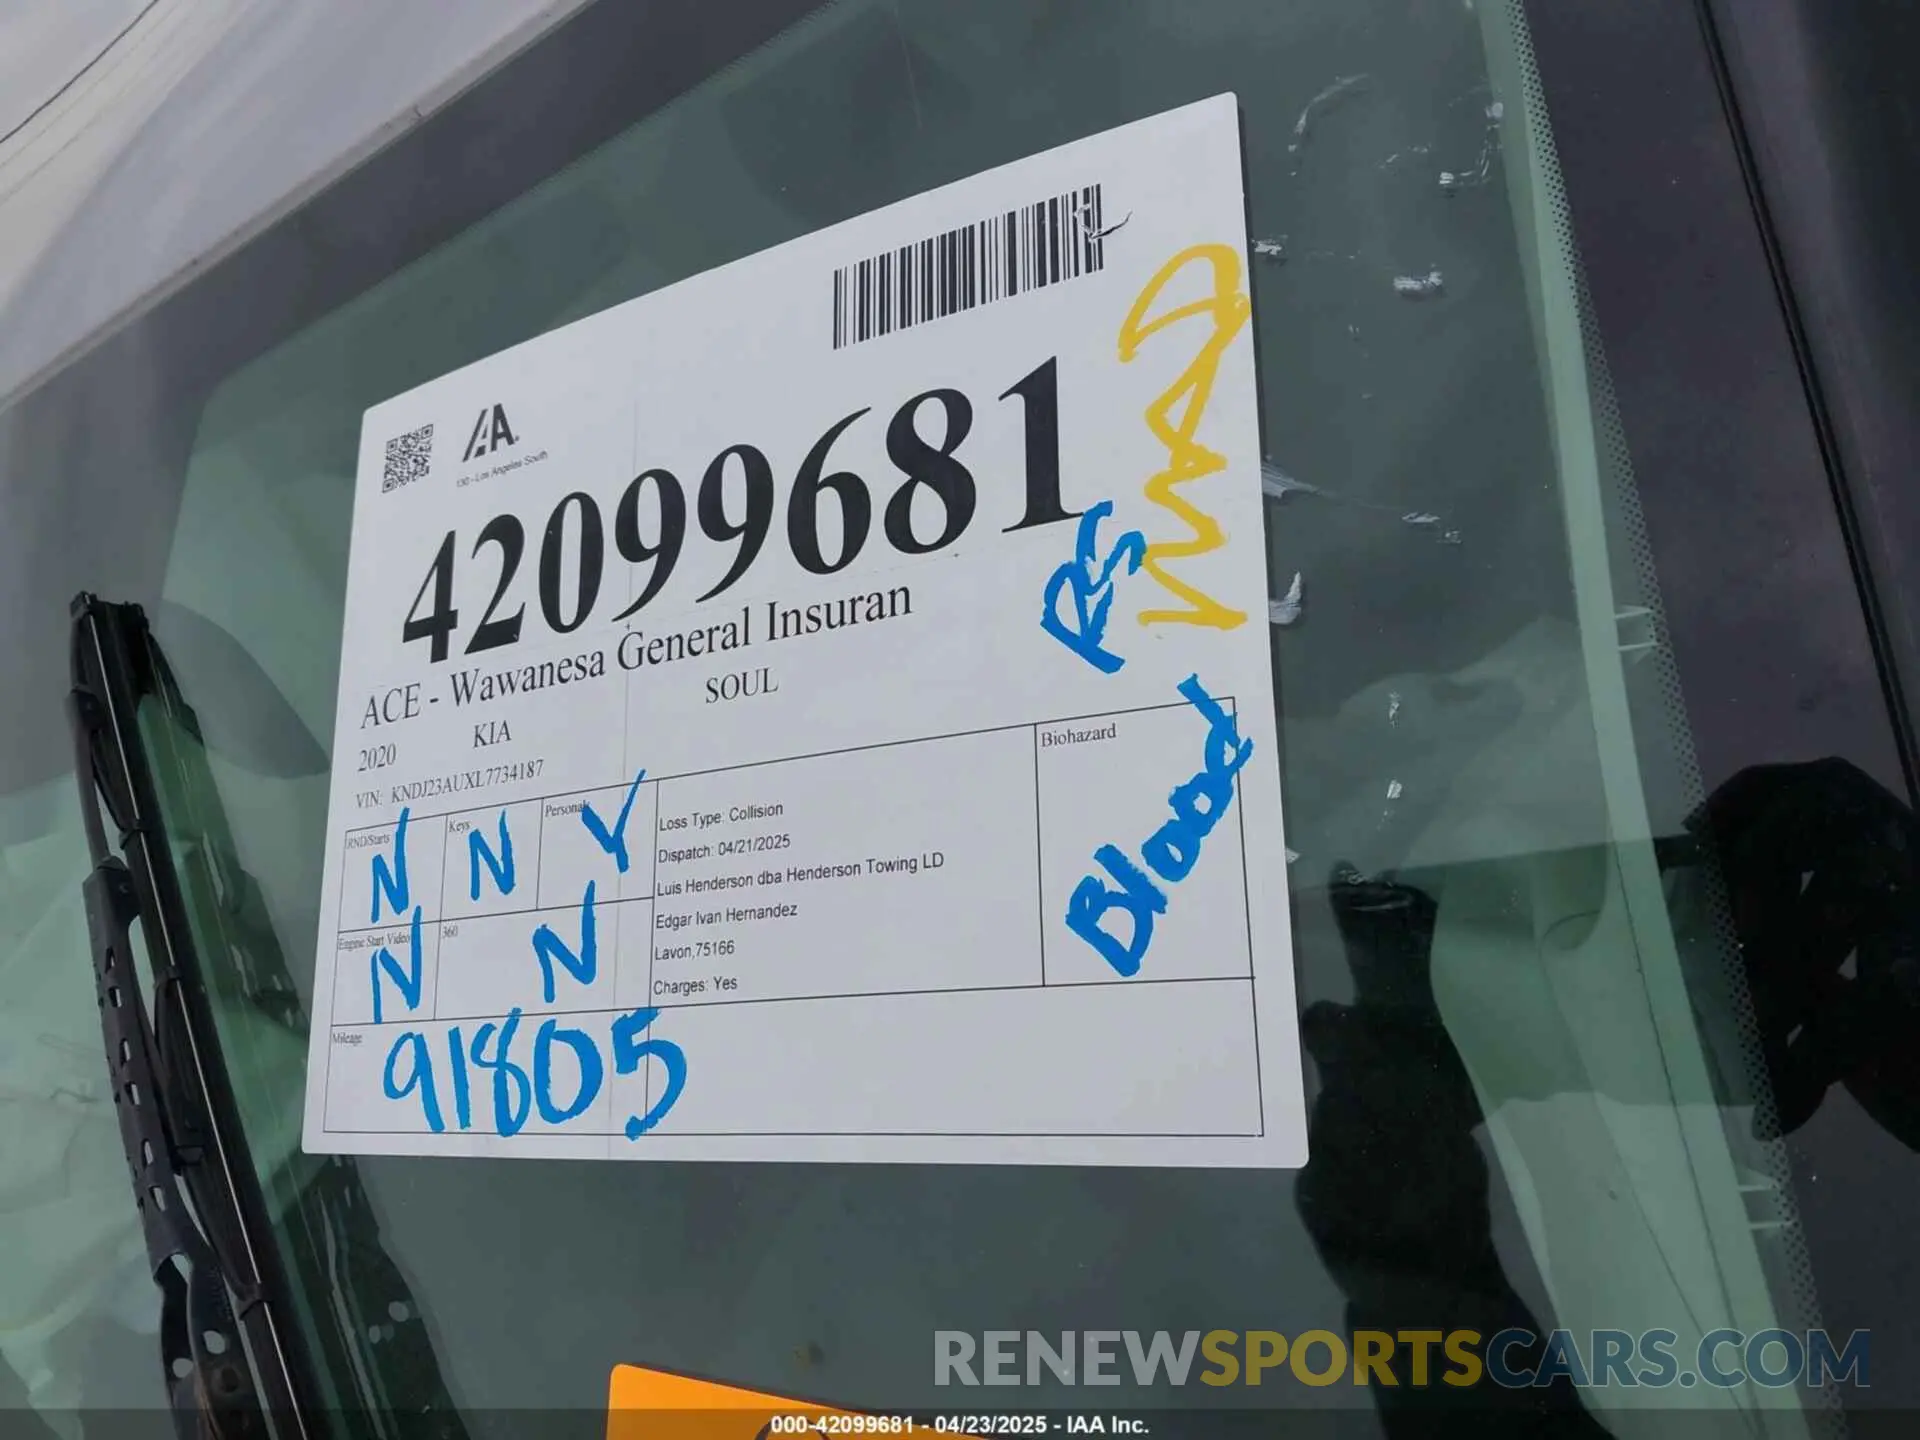 IAA
130 - Los Angeles South
42099681
ACE - Wawanesa General Insuran
2020 KIA SOUL
VIN: KNDJ23AUXL7734187
RS
RND/Starts N
Keys N
Personals Y
Engine Start Video N
360 N
Loss Type: Collision
Dispatch: 04/21/2025
Luis Henderson dba Henderson Towing LD
Edgar Ivan Hernandez
Lavon,75166
Charges: Yes
Biohazard
Blood
Mileage
91805
RENEWSPORTSCARS.COM
000-42099681 - 04/23/2025 - IAA Inc.